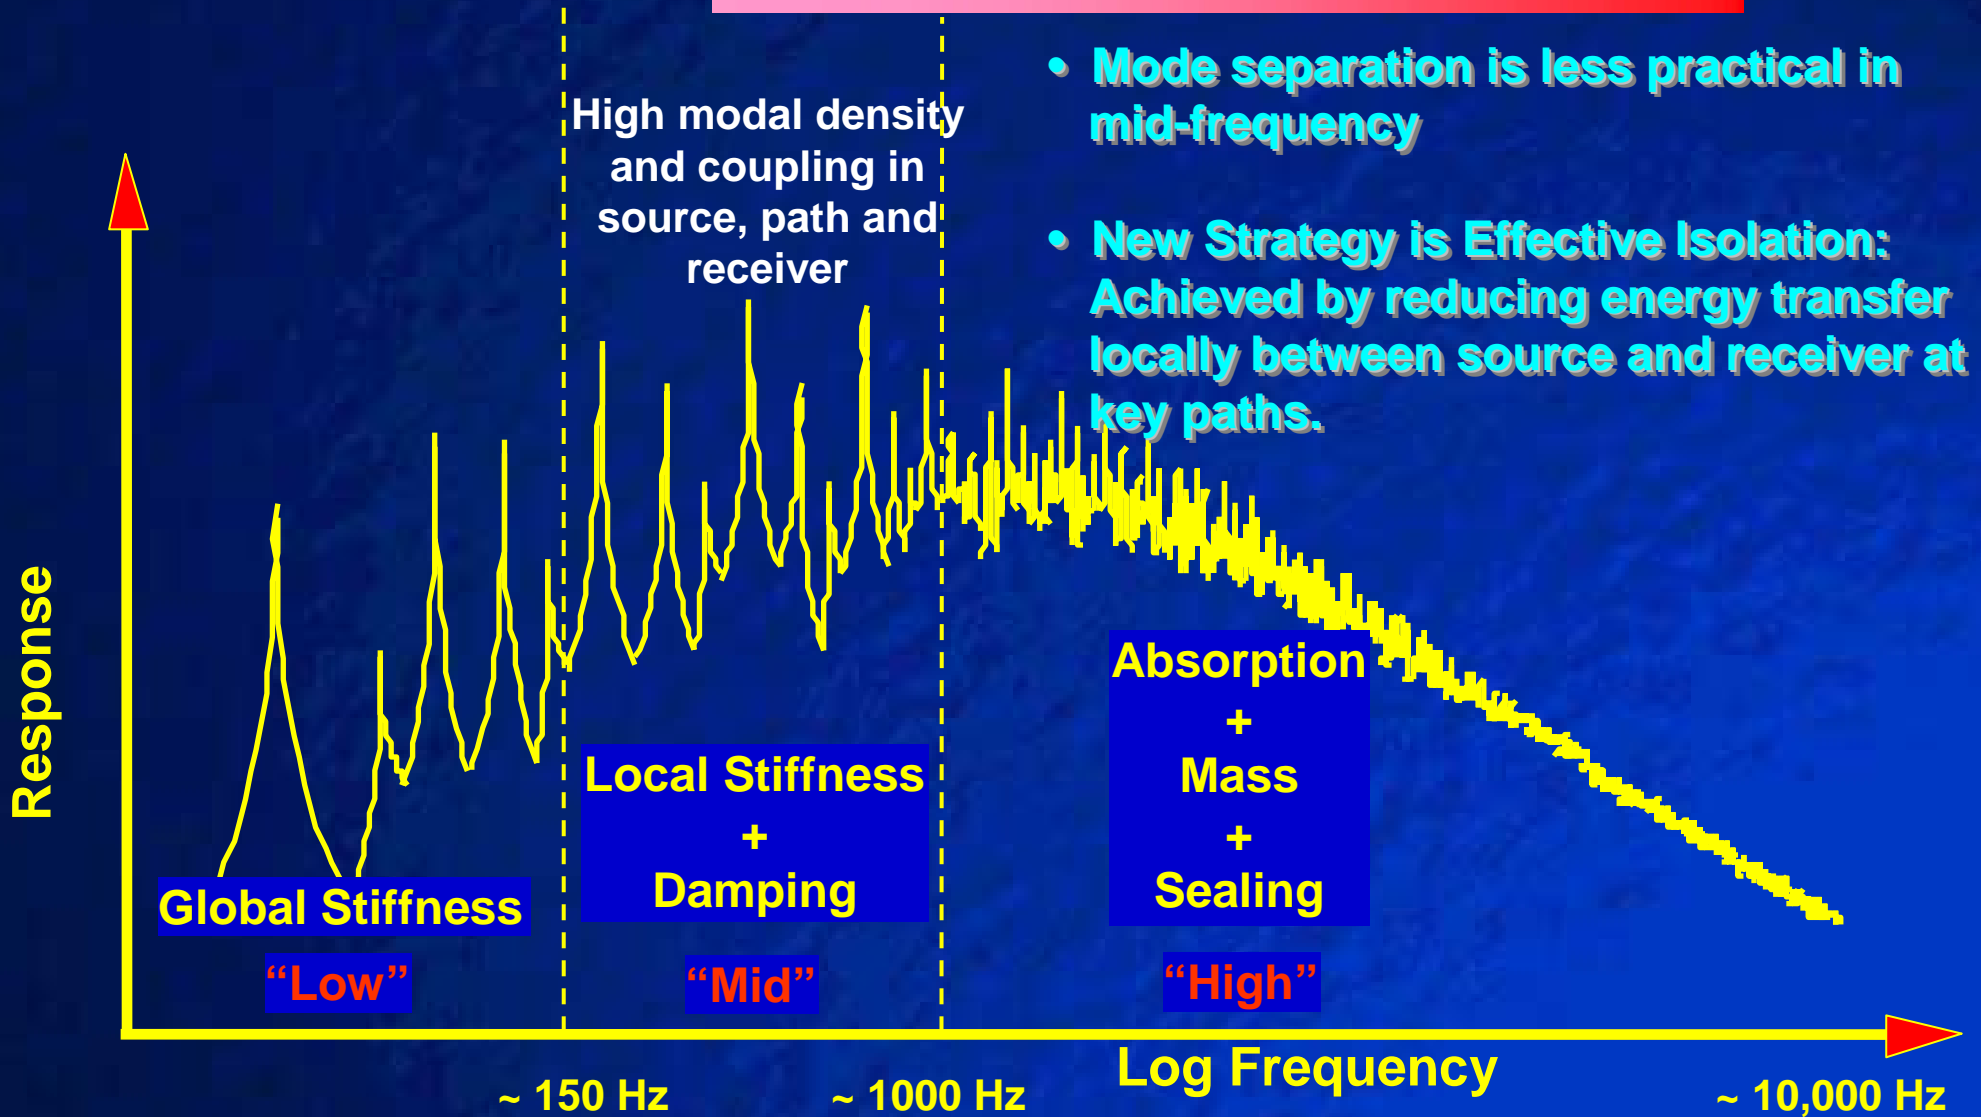 • Mode separation is less practical in
mid-frequency
• New Strategy is Effective Isolation:
Achieved by reducing energy transfer
locally between source and receiver at
key paths.
High modal density
and coupling in
source, path and
receiver
Response
Global Stiffness
“Low”
Local Stiffness
+
Damping
“Mid”
Absorption
+
Mass
+
Sealing
“High”
Log Frequency
~ 150 Hz
~ 1000 Hz
~ 10,000 Hz